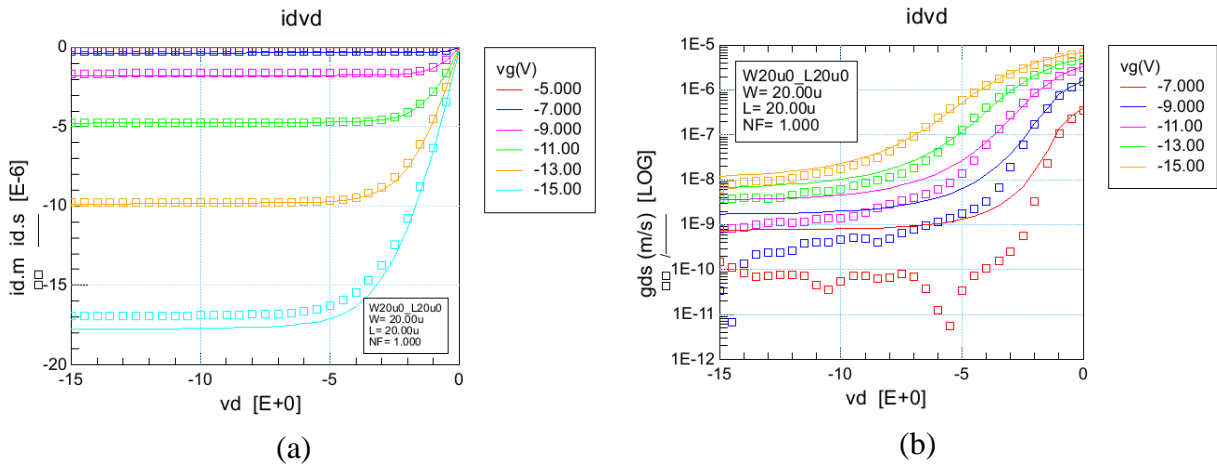 idvd
id.m id.s [E-6]
0
-5
-10
-15
-20
-15
-10
-5
0
vd [E+0]
W20u0_L20u0
W= 20.00u
L= 20.00u
NF= 1.000
vg(V)
-5.000
-7.000
-9.000
-11.00
-13.00
-15.00
(a)
idvd
gds (m/s) [LOG]
1E-5
1E-6
1E-7
1E-8
1E-9
1E-10
1E-11
1E-12
-15
-10
-5
0
vd [E+0]
W20u0_L20u0
W= 20.00u
L= 20.00u
NF= 1.000
vg(V)
-7.000
-9.000
-11.00
-13.00
-15.00
(b)